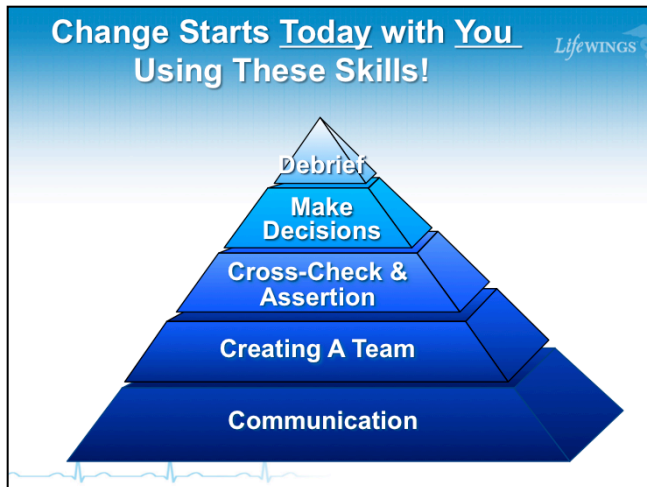 Change Starts Today with You
Using These Skills!
LifeWINGS
Debrief
Make
Decisions
Cross-Check &
Assertion
Creating A Team
Communication